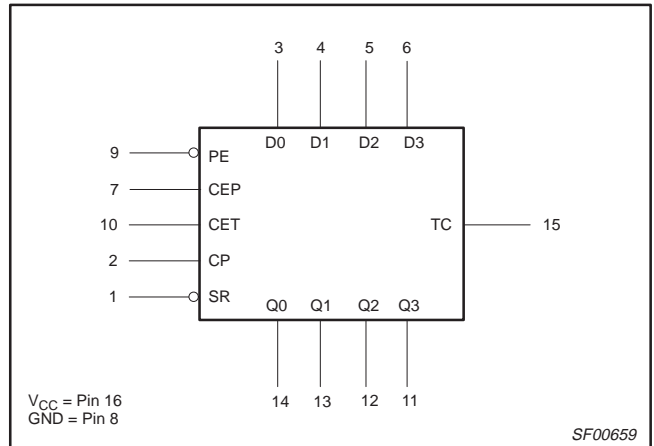 3 4 5 6
D0 D1 D2 D3
9 PE
7 CEP
10 CET TC 15
2 CP
1 SR
Q0 Q1 Q2 Q3
14 13 12 11
VCC = Pin 16
GND = Pin 8
SF00659